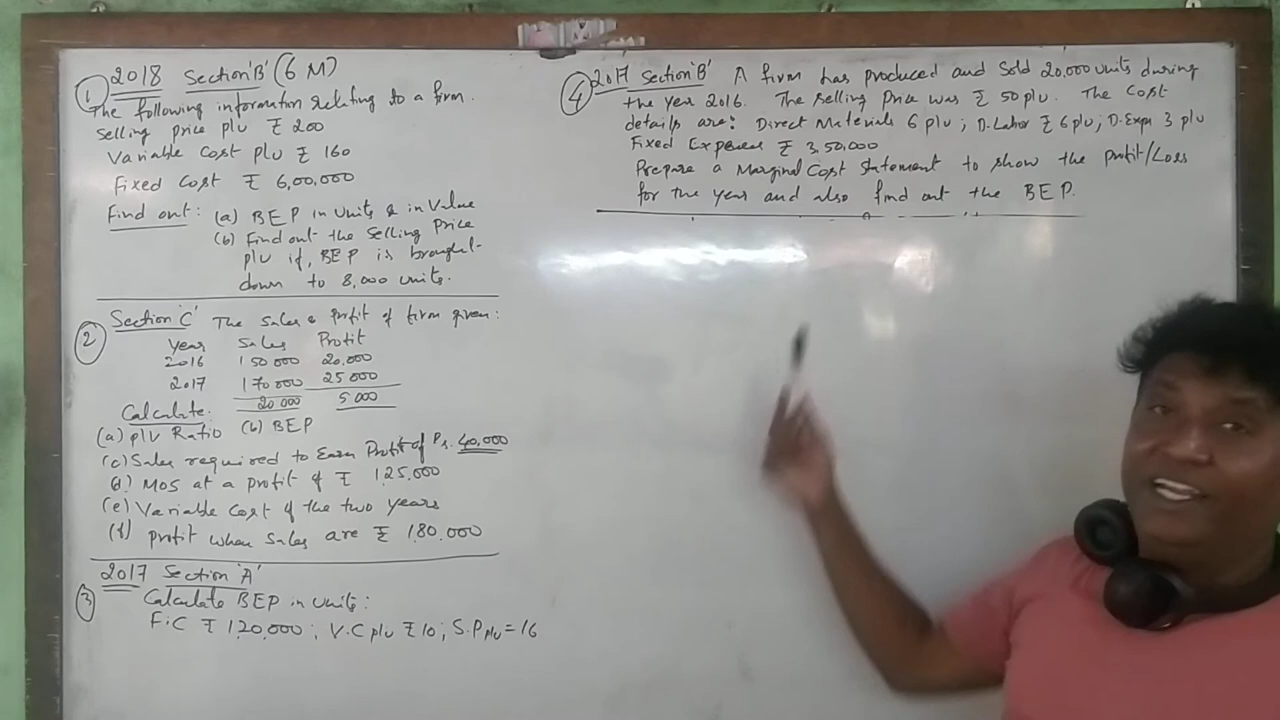 1 2018 Section 'B' (6 M)
The following information relating to a firm.
Selling price p/u ₹ 200
Variable Cost p/u ₹ 160
Fixed Cost ₹ 6,00,000
Find out: (a) BEP in Units & in Value
(b) Find out the Selling Price
p/u if, BEP is brought
down to 8,000 units.
2 Section 'C' The Sales & Profit of firm given:
Year Sales Profit
2016 150 000 20,000
2017 170 000 25 000
20 000 5 000
Calculate:
(a) P/V Ratio (b) BEP
(c) Sales required to Earn Profit of Rs. 40,000
(d) MOS at a profit of ₹ 1,25,000
(e) Variable Cost of the two years
(f) profit when Sales are ₹ 1,80,000
2017 Section 'A'
3 Calculate BEP in Units:
F.C ₹ 1,20,000; V.C p/u ₹ 10; S.P p/u = 16
4 2017 Section 'B' A firm has produced and Sold 20,000 units during
the year 2016. The Selling Price was ₹ 50 p/u. The Cost
details are: Direct Materials 6 p/u; D. Labor ₹ 6 p/u; D. Expn 3 p/u
Fixed Expenses ₹ 3,50,000
Prepare a Marginal Cost Statement to show the Profit/Loss
for the year and also find out the BEP.